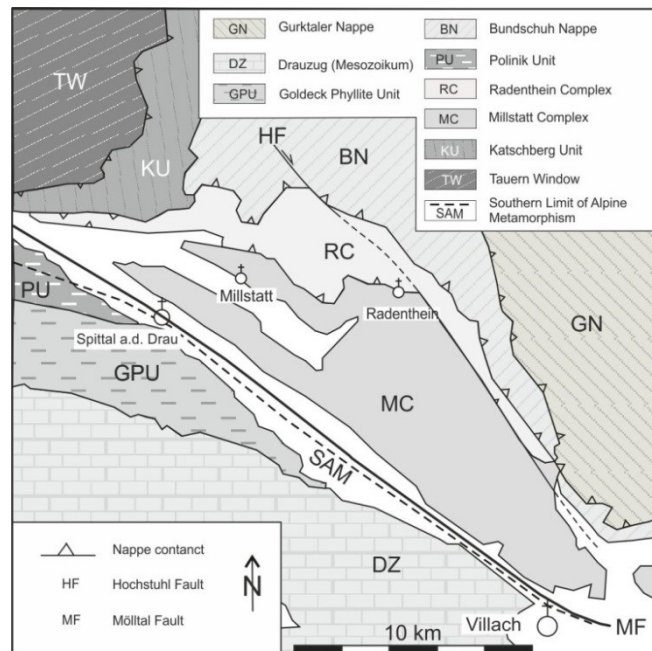 GN Gurktaler Nappe
DZ Drauzug (Mesozoikum)
GPU Goldeck Phyllite Unit
BN Bundschuh Nappe
PU Polinik Unit
RC Radenthein Complex
MC Millstatt Complex
KU Katschberg Unit
TW Tauern Window
SAM Southern Limit of Alpine
Metamorphism
TW
KU
HF
BN
RC
Millstatt
Radenthein
PU
Spittal a.d. Drau
GN
GPU
MC
SAM
DZ
Nappe contanct
HF Hochstuhl Fault
MF Mölltal Fault
N
Villach
MF
10 km